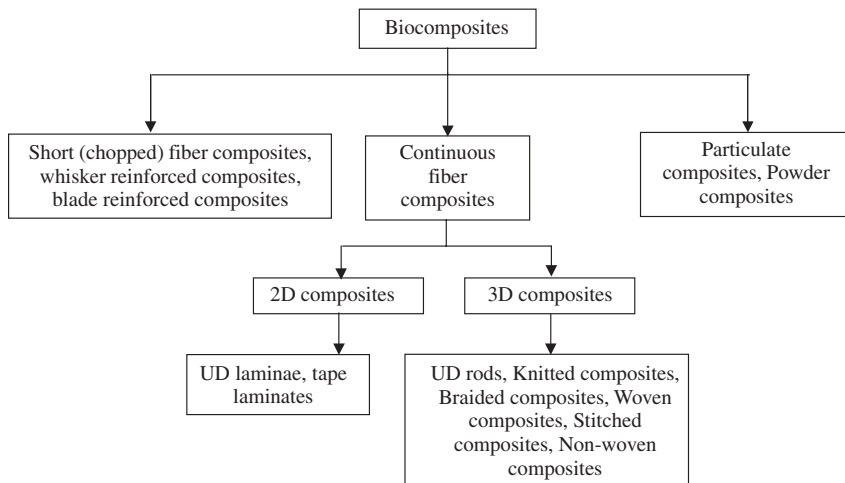 Biocomposites
Short (chopped) fiber composites,
whisker reinforced composites,
blade reinforced composites
Continuous
fiber
composites
Particulate
composites, Powder
composites
2D composites
3D composites
UD laminae, tape
laminates
UD rods, Knitted composites,
Braided composites, Woven
composites, Stitched
composites, Non-woven
composites